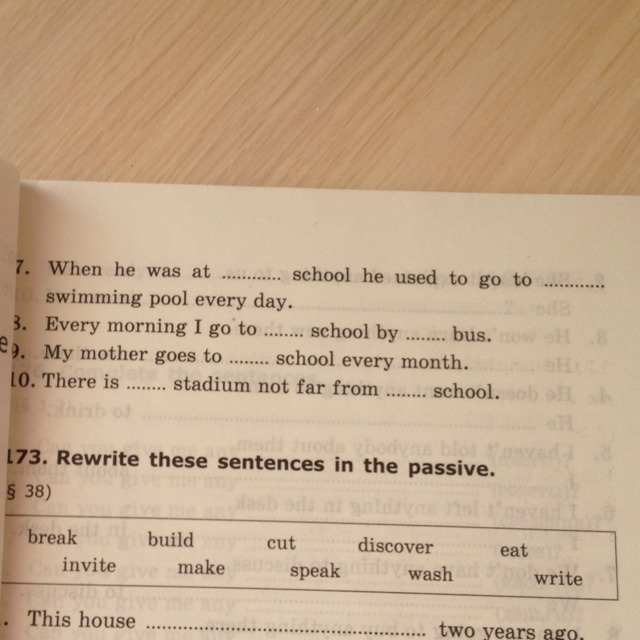 7. When he was at ............ school he used to go to ............
swimming pool every day.
8. Every morning I go to ........ school by ........ bus.
9. My mother goes to ........ school every month.
10. There is ........ stadium not far from ........ school.
173. Rewrite these sentences in the passive.
§ 38)
break build cut discover eat
invite make speak wash write
. This house .......................................... two years ago.